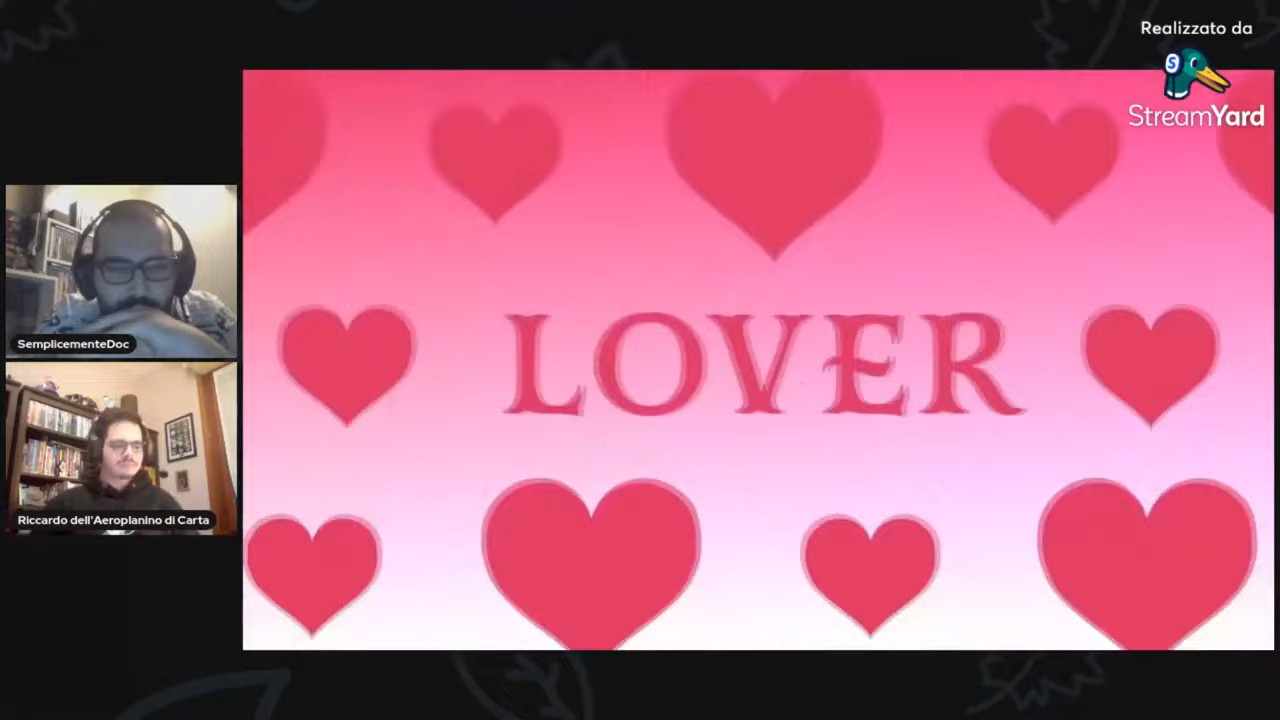 Realizzato da
StreamYard
LOVER
SemplicementeDoc
Riccardo dell'Aeroplanino di Carta